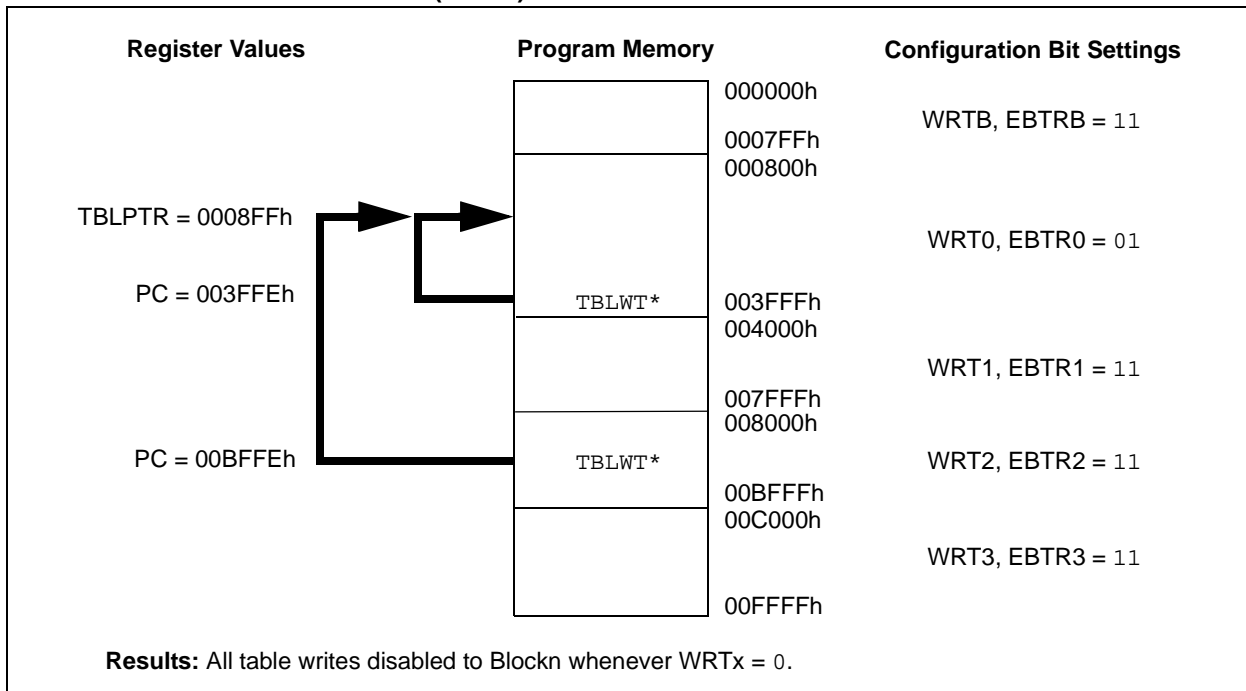 Register Values Program Memory Configuration Bit Settings
000000h
WRTB, EBTRB = 11
0007FFh
000800h
TBLPTR = 0008FFh
WRT0, EBTR0 = 01
PC = 003FFEh TBLWT* 003FFFh
004000h
WRT1, EBTR1 = 11
007FFFh
008000h
PC = 00BFFEh TBLWT* WRT2, EBTR2 = 11
00BFFFh
00C000h
WRT3, EBTR3 = 11
00FFFFh
Results: All table writes disabled to Blockn whenever WRTx = 0.